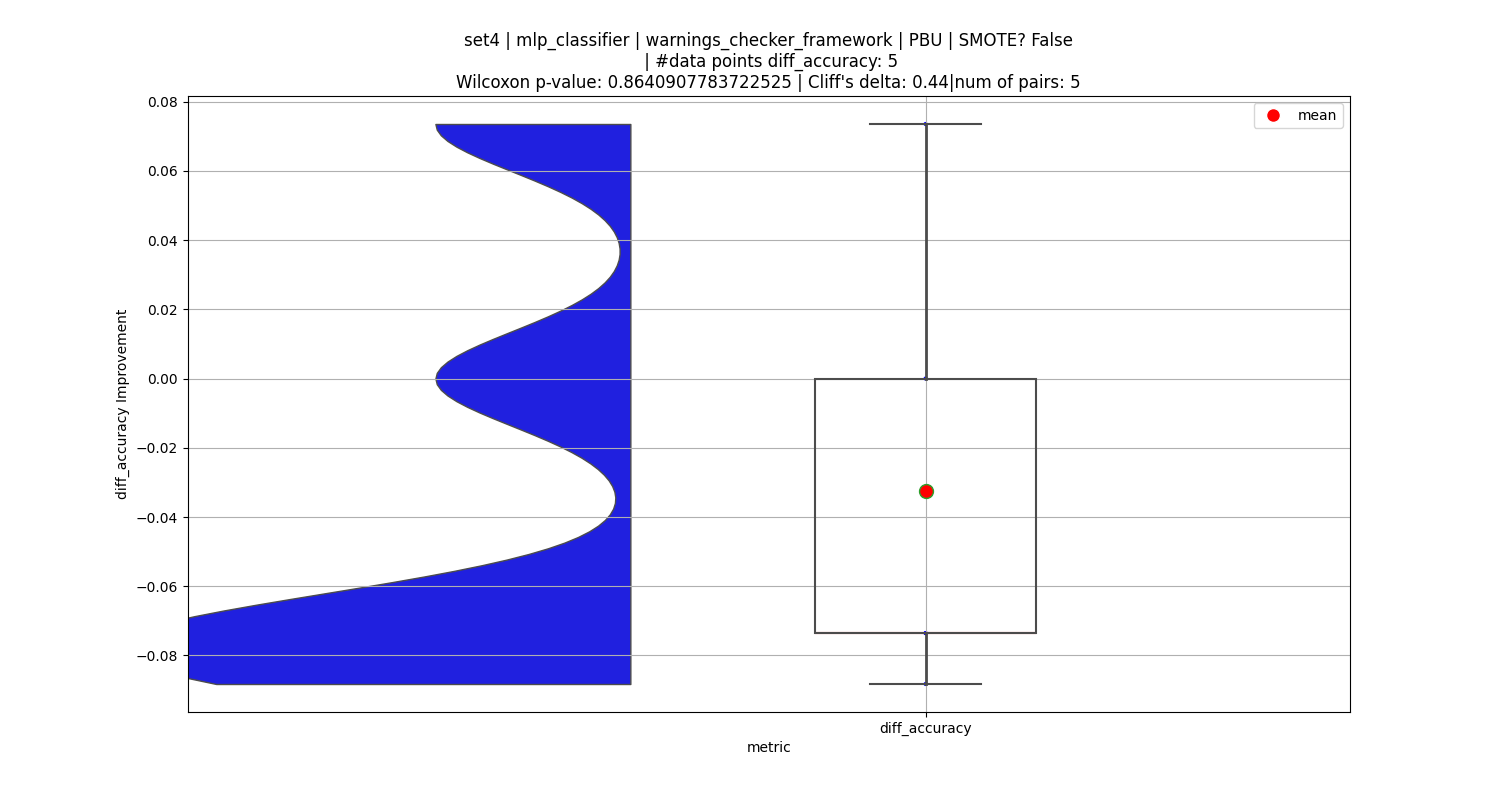 set4 | mlp_classifier | warnings_checker_framework | PBU | SMOTE? False
| #data points diff_accuracy: 5
Wilcoxon p-value: 0.8640907783722525 | Cliff's delta: 0.44|num of pairs: 5
mean
0.08
0.06
0.04
0.02
0.00
−0.02
−0.04
−0.06
−0.08
diff_accuracy Improvement
diff_accuracy
metric